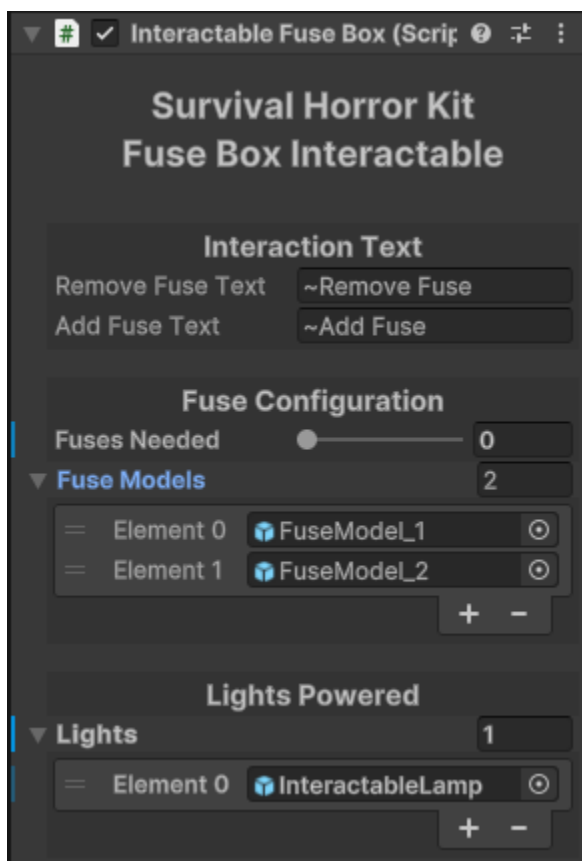 # Interactable Fuse Box (Scrip
Survival Horror Kit
Fuse Box Interactable
Interaction Text
Remove Fuse Text ~Remove Fuse
Add Fuse Text ~Add Fuse
Fuse Configuration
Fuses Needed 0
Fuse Models 2
Element 0 FuseModel_1
Element 1 FuseModel_2
+ -
Lights Powered
Lights 1
Element 0 InteractableLamp
+ -